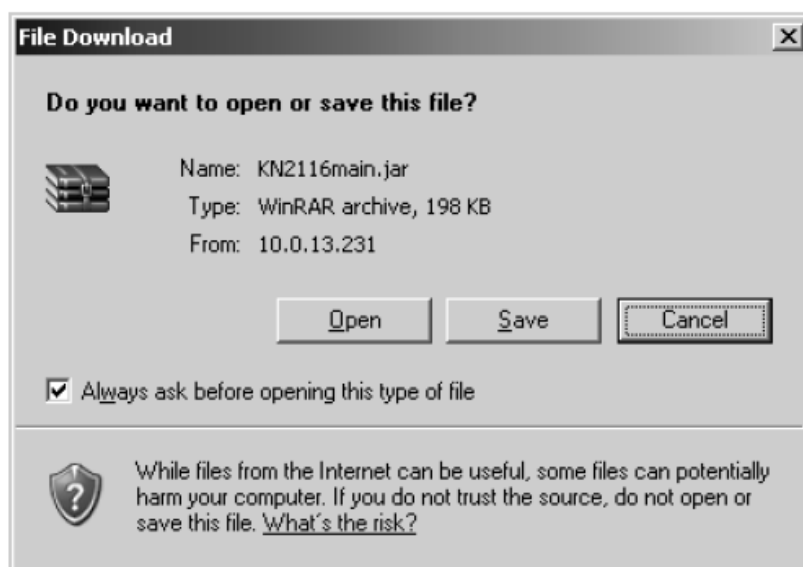 File Download
Do you want to open or save this file?
Name: KN2116main.jar
Type: WinRAR archive, 198 KB
From: 10.0.13.231
Open Save Cancel
Always ask before opening this type of file
While files from the Internet can be useful, some files can potentially
harm your computer. If you do not trust the source, do not open or
save this file. What's the risk?